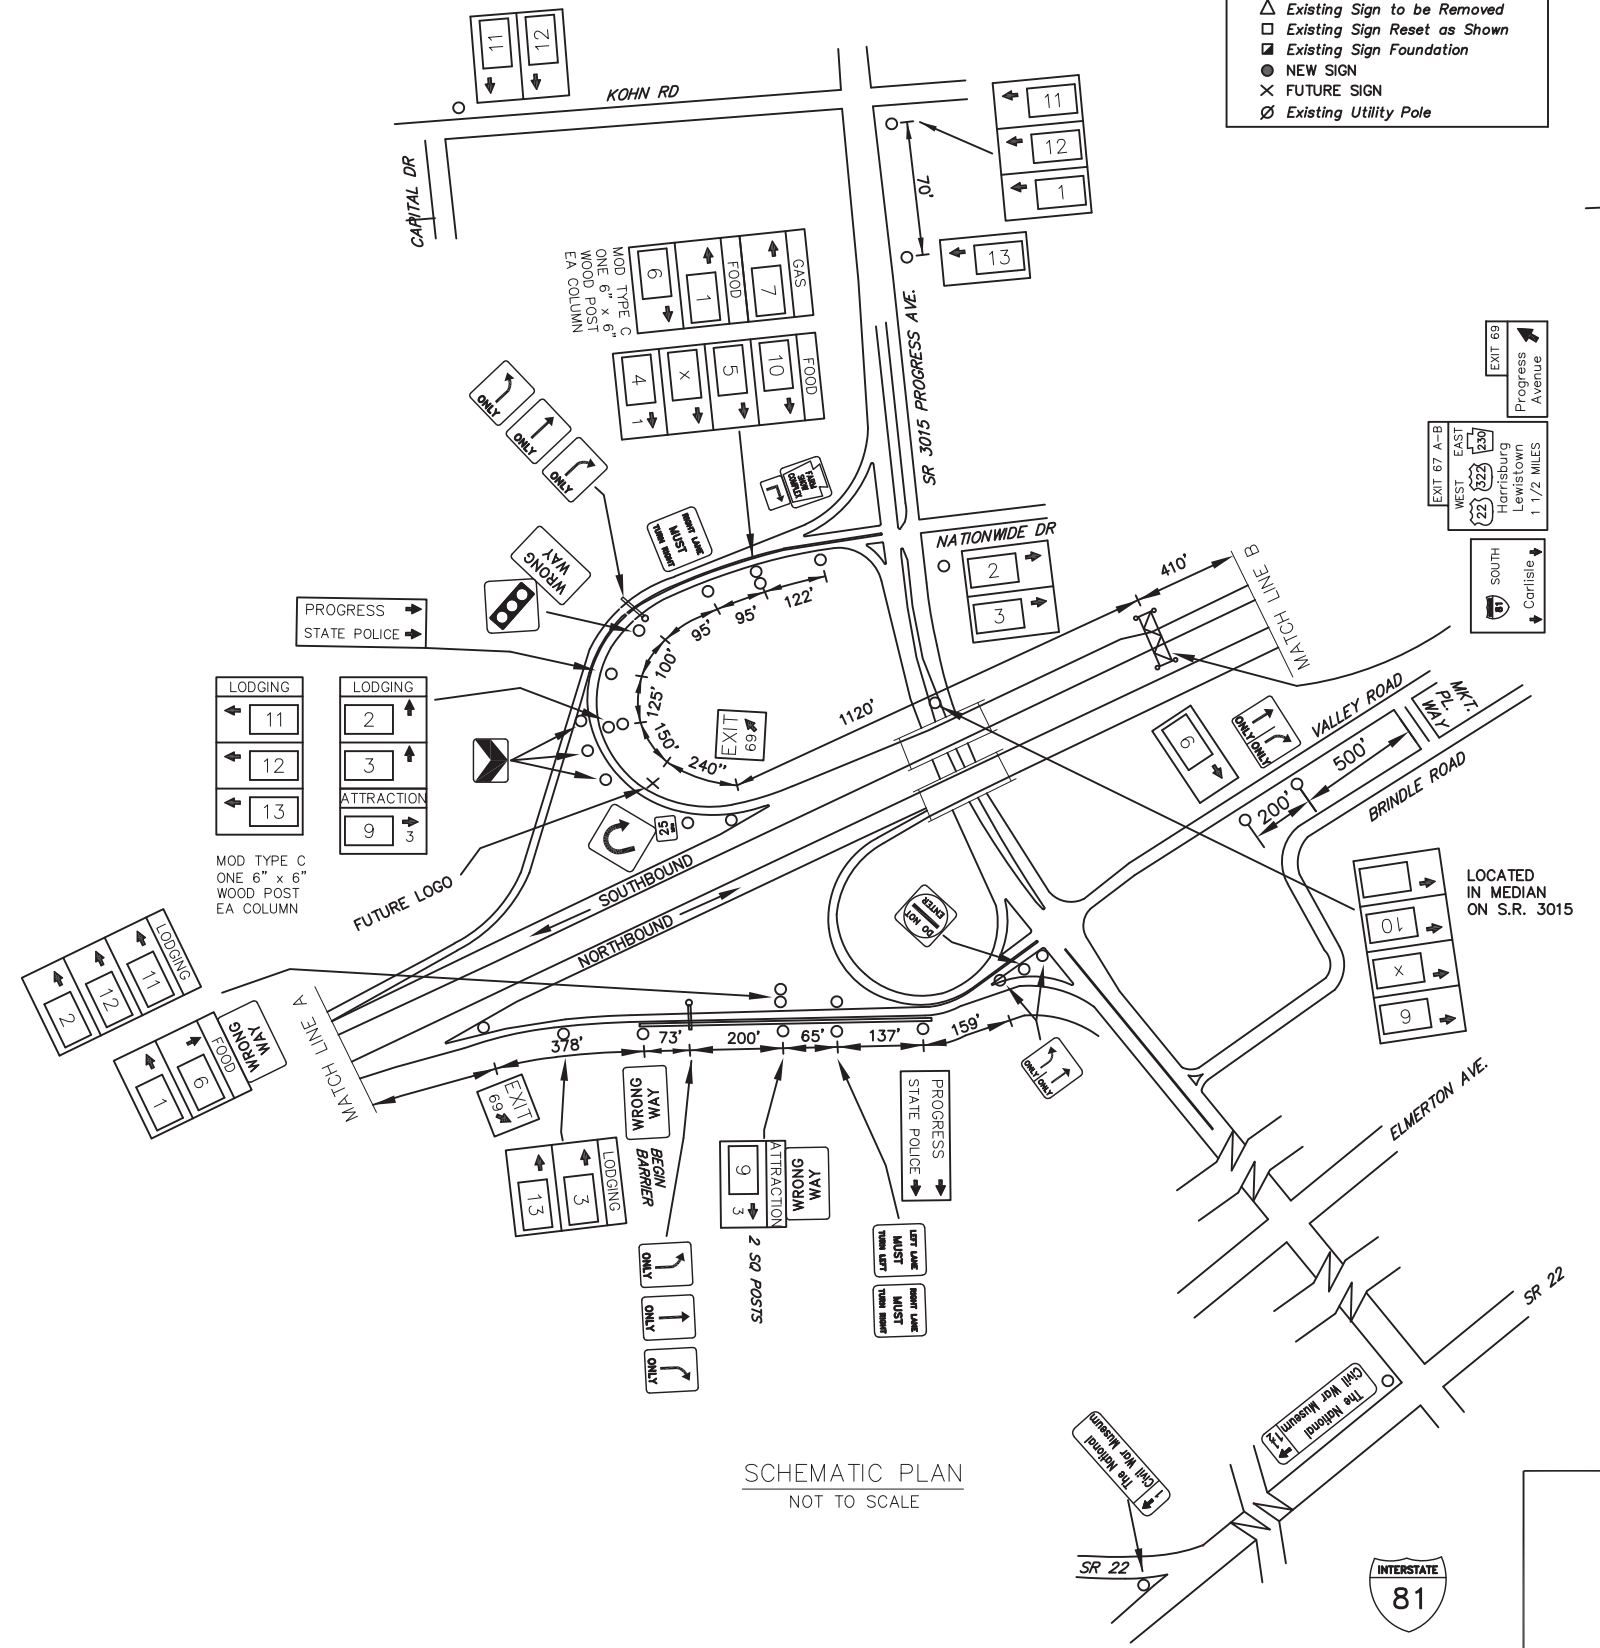 Existing Sign to be Removed
Existing Sign Reset as Shown
Existing Sign Foundation
NEW SIGN
FUTURE SIGN
Existing Utility Pole
11
12
KOHN RD
CAPITAL DR
11
12
1
70'
13
SR 3015 PROGRESS AVE.
GAS
7
FOOD
1
6
MOD TYPE C
ONE 6" x 6"
WOOD POST
EA COLUMN
FOOD
10
5
X
4
1
ONLY
ONLY
ONLY
FARM
SHOW
COMPLEX
RIGHT LANE
MUST
TURN RIGHT
WRONG
WAY
PROGRESS
STATE POLICE
NATIONWIDE DR
2
3
410'
MATCH LINE B
EXIT 69
Progress
Avenue
EXIT 67 A-B
WEST EAST
22 322 230
Harrisburg
Lewistown
1 1/2 MILES
81 SOUTH
Carlisle
122'
95'
95'
100'
125'
150'
240"
1120'
EXIT
69
LODGING
11
12
13
LODGING
2
3
ATTRACTION
9
3
MOD TYPE C
ONE 6" x 6"
WOOD POST
EA COLUMN
25
FUTURE LOGO
SOUTHBOUND
NORTHBOUND
6
ONLY ONLY
VALLEY ROAD
MKT.
PL.
WAY
BRINDLE ROAD
500'
200'
LOCATED
IN MEDIAN
ON S.R. 3015
10
X
9
DO NOT
ENTER
LODGING
11
12
2
FOOD
6
1
WRONG
WAY
MATCH LINE A
378'
73'
200'
65'
137'
159'
EXIT
69
LODGING
3
13
WRONG
WAY
BEGIN
BARRIER
ONLY
ONLY
ONLY
ATTRACTION
9
3
WRONG
WAY
2 SQ POSTS
PROGRESS
STATE POLICE
LEFT LANE
MUST
TURN LEFT
RIGHT LANE
MUST
TURN RIGHT
ONLY ONLY
ELMERTON AVE.
SR 22
The National
Civil War Museum
1½
The National
Civil War Museum
1
SR 22
SCHEMATIC PLAN
NOT TO SCALE
INTERSTATE
81